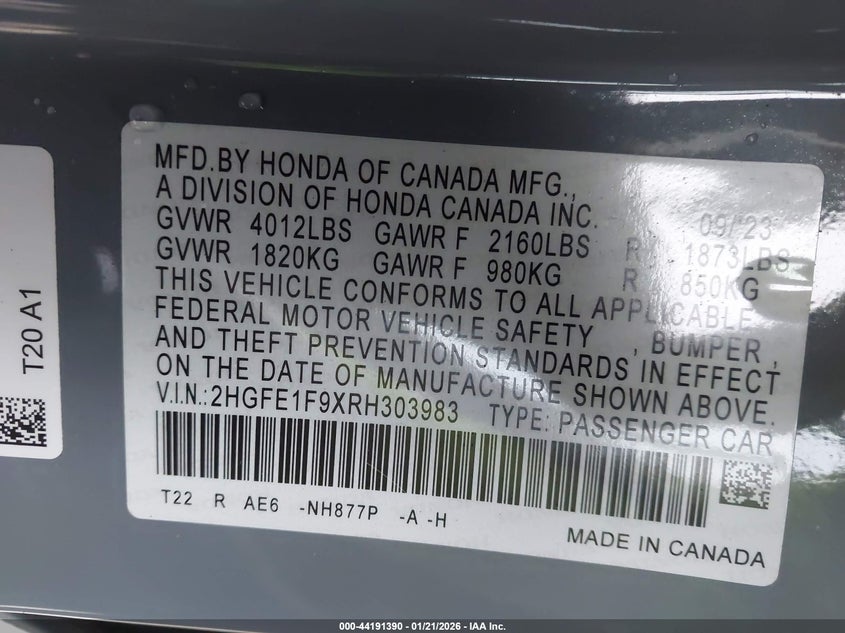 T20 A1
MFD.BY HONDA OF CANADA MFG.,
A DIVISION OF HONDA CANADA INC. 09/'23
GVWR 4012LBS GAWR F 2160LBS R 1873LBS
GVWR 1820KG GAWR F 980KG R 850KG
THIS VEHICLE CONFORMS TO ALL APPLICABLE
FEDERAL MOTOR VEHICLE SAFETY , BUMPER ,
AND THEFT PREVENTION STANDARDS IN EFFECT
ON THE DATE OF MANUFACTURE SHOWN ABOVE.
V.I.N.:2HGFE1F9XRH303983 TYPE: PASSENGER CAR
T22 R AE6 -NH877P -A -H
MADE IN CANADA
000-44191390 - 01/21/2026 - IAA Inc.